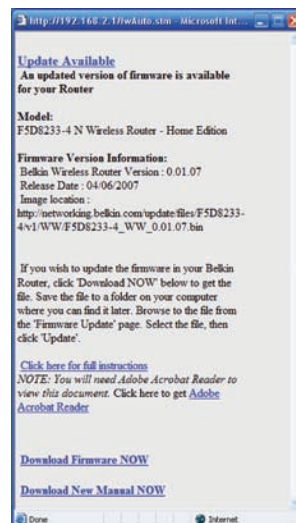 http://192.168.2.1/fwAuto.stm - Microsoft Int...
Update Available
An updated version of firmware is available
for your Router
Model:
F5D8233-4 N Wireless Router - Home Edition
Firmware Version Information:
Belkin Wireless Router Version : 0.01.07
Release Date : 04/06/2007
Image location :
http://networking.belkin.com/update/files/F5D8233-
4/v1/WW/F5D8233-4_WW_0.01.07.bin
If you wish to update the firmware in your Belkin
Router, click 'Download NOW' below to get the
file. Save the file to a folder on your computer
where you can find it later. Browse to the file from
the 'Firmware Update' page. Select the file, then
click 'Update'.
Click here for full instructions
NOTE: You will need Adobe Acrobat Reader to
view this document. Click here to get Adobe
Acrobat Reader
Download Firmware NOW
Download New Manual NOW
Done Internet